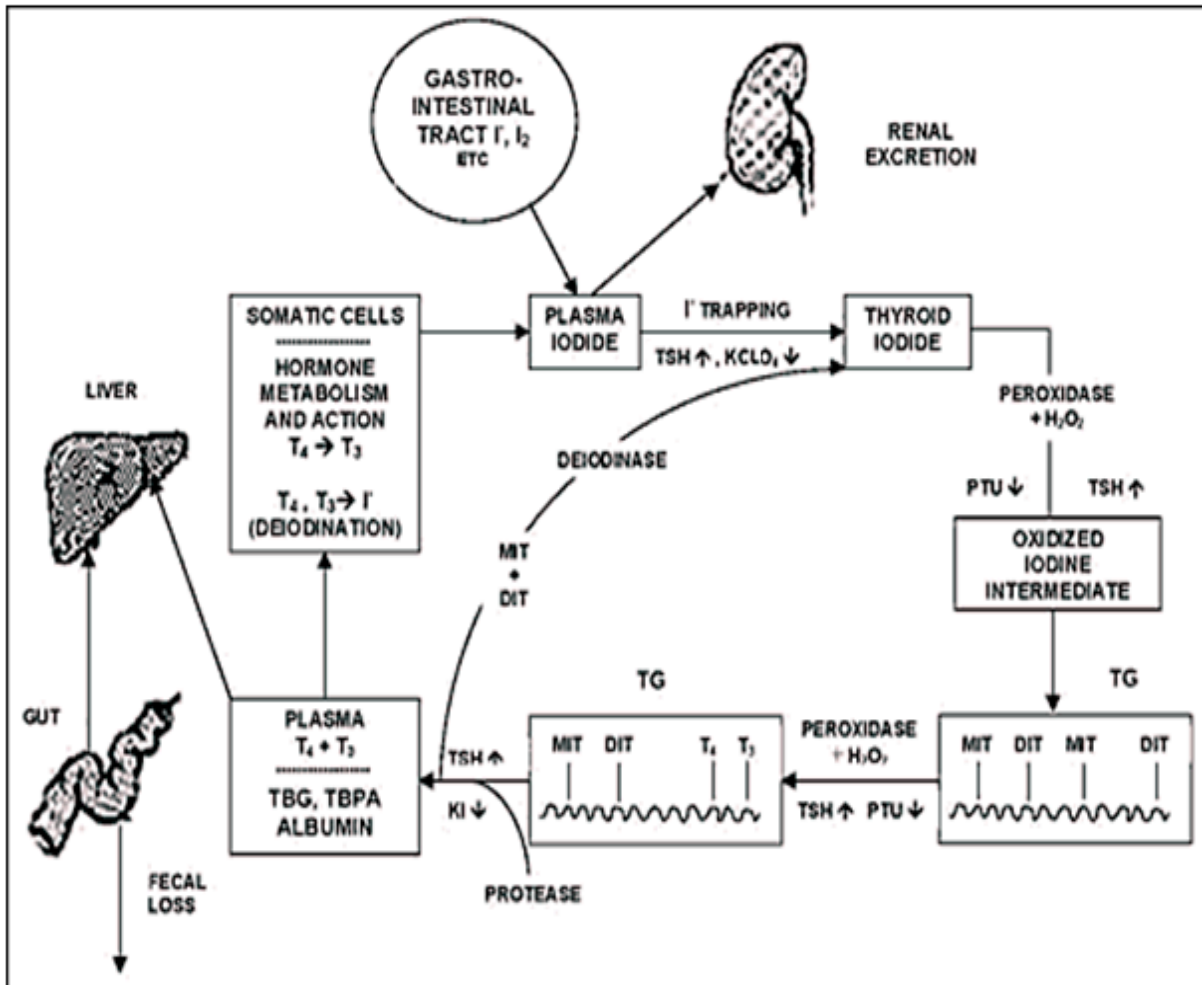 GASTRO-
INTESTINAL
TRACT I⁻, I₂
ETC
RENAL
EXCRETION
SOMATIC CELLS
HORMONE
METABOLISM
AND ACTION
T₄ → T₃
T₄, T₃ → I⁻
(DEIODINATION)
PLASMA
IODIDE
I⁻ TRAPPING
TSH ↑, KCLO₄ ↓
THYROID
IODIDE
LIVER
PEROXIDASE
+ H₂O₂
DEIODINASE
PTU ↓ TSH ↑
OXIDIZED
IODINE
INTERMEDIATE
MIT
+
DIT
TG
TG
GUT
PLASMA
T₄ + T₃
TBG, TBPA
ALBUMIN
TSH ↑
KI ↓
MIT DIT T₄ T₃
PEROXIDASE
+ H₂O₂
TSH ↑ PTU ↓
MIT DIT MIT DIT
PROTEASE
FECAL
LOSS